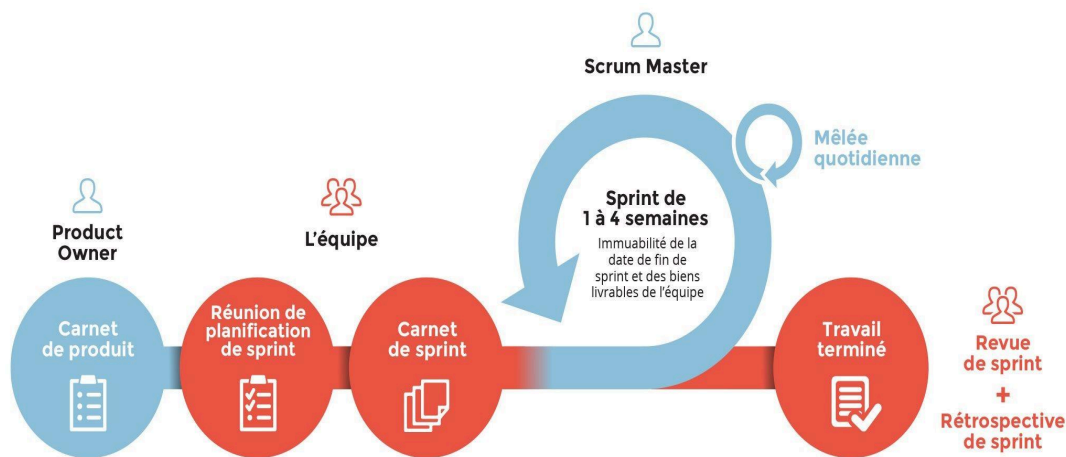 Scrum Master
Mêlée
quotidienne
Sprint de
1 à 4 semaines
Immuabilité de la
date de fin de
sprint et des biens
livrables de l'équipe
Product
Owner
L'équipe
Carnet
de produit
Réunion de
planification
de sprint
Carnet
de sprint
Travail
terminé
Revue
de sprint
+
Rétrospective
de sprint